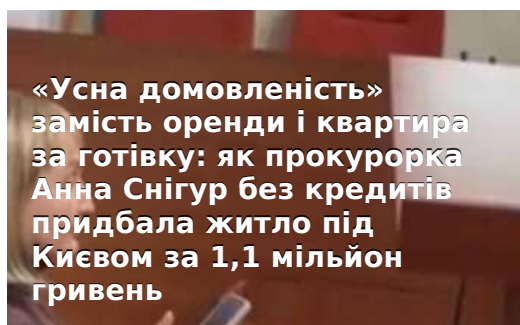 «Усна домовленість»
замість оренди і квартира
за готівку: як прокурорка
Анна Снігур без кредитів
придбала житло під
Києвом за 1,1 мільйон
гривень